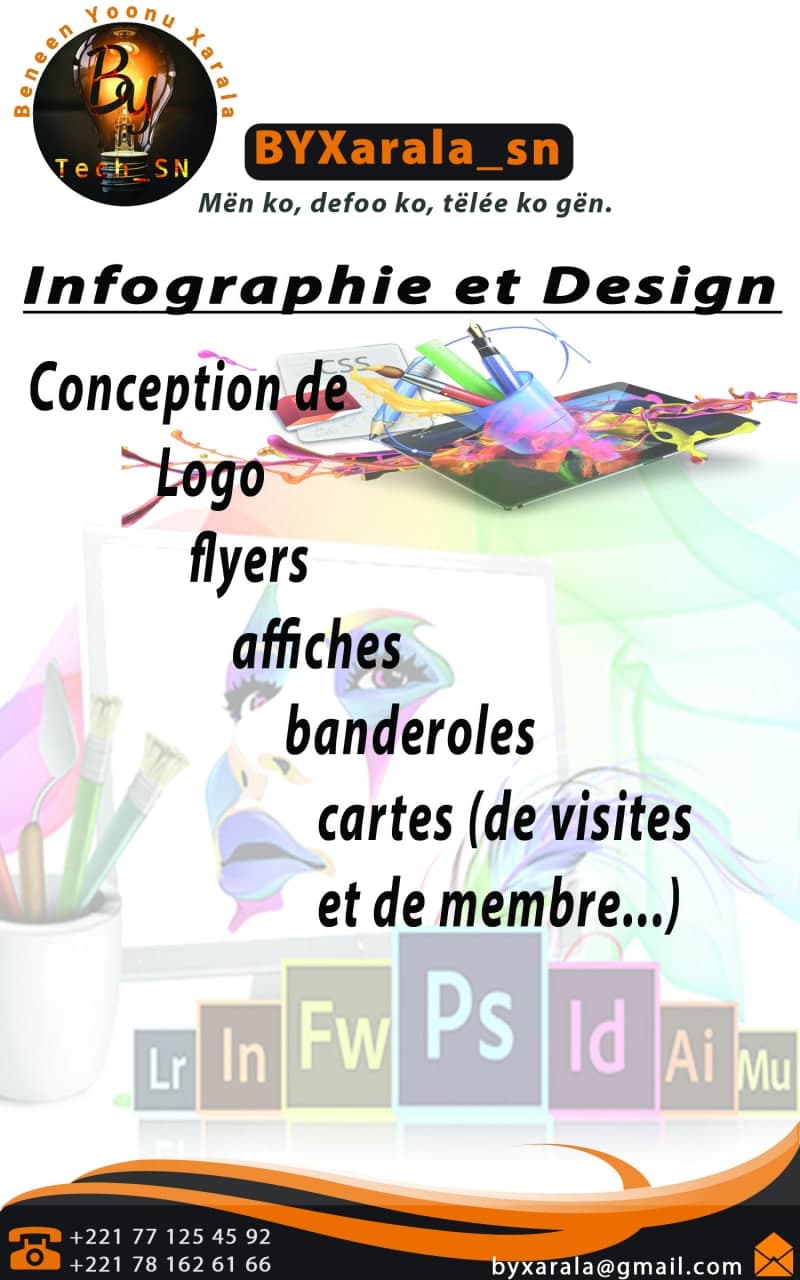 Beneen Yoonu Xarala
By
Tech_SN
BYXarala_sn
Mën ko, defoo ko, tëlée ko gën.
Infographie et Design
CSS
Conception de
Logo
flyers
affiches
banderoles
cartes (de visites
et de membre...)
Lr In Fw Ps Id Ai Mu
+221 77 125 45 92
+221 78 162 61 66
byxarala@gmail.com